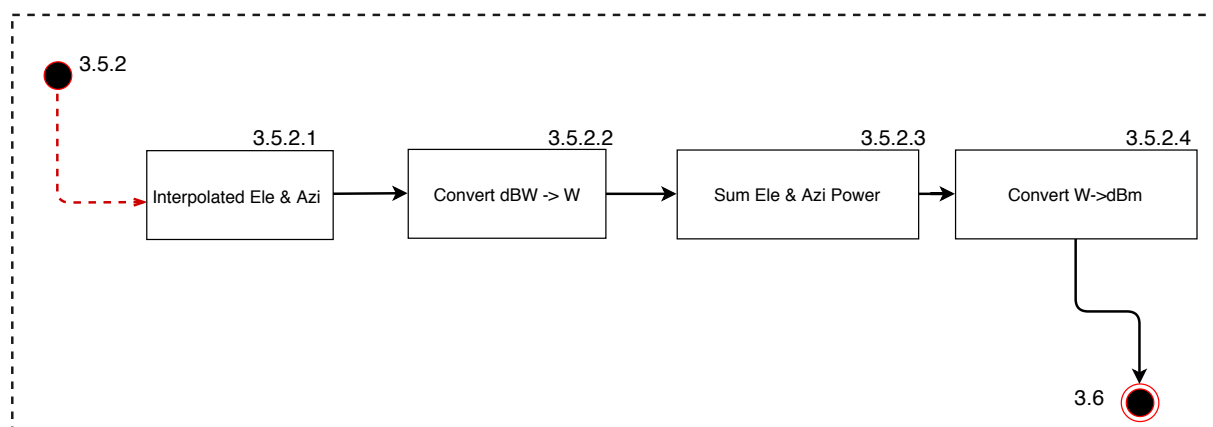 3.5.2
3.5.2.1
Interpolated Ele & Azi
3.5.2.2
Convert dBW -> W
3.5.2.3
Sum Ele & Azi Power
3.5.2.4
Convert W->dBm
3.6